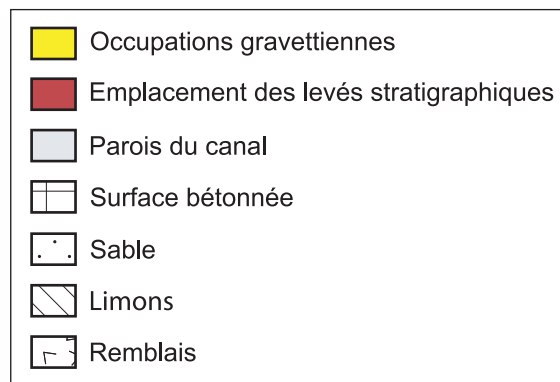 Occupations gravettiennes
Emplacement des levés stratigraphiques
Parois du canal
Surface bétonnée
Sable
Limons
Remblais